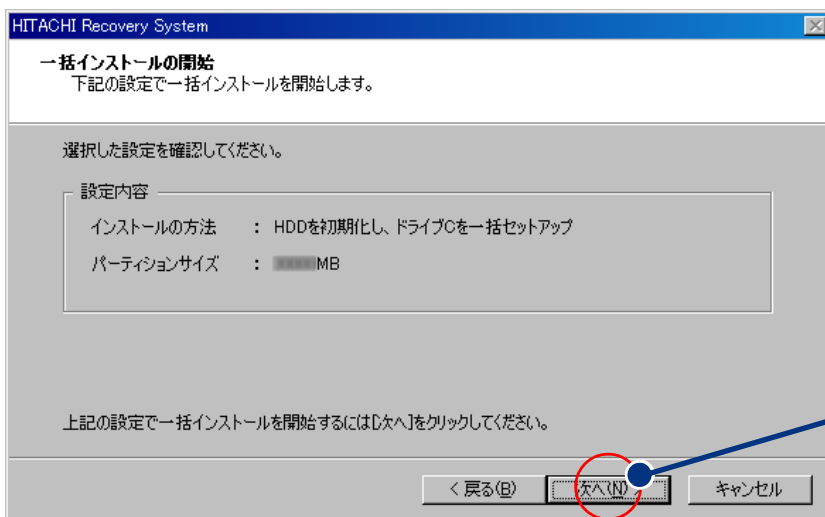 HITACHI Recovery System
一括インストールの開始
下記の設定で一括インストールを開始します。
選択した設定を確認してください。
設定内容
インストールの方法 : HDDを初期化し、ドライブCを一括セットアップ
パーティションサイズ : MB
上記の設定で一括インストールを開始するには[次へ]をクリックしてください。
< 戻る(B) 次へ(N) > キャンセル